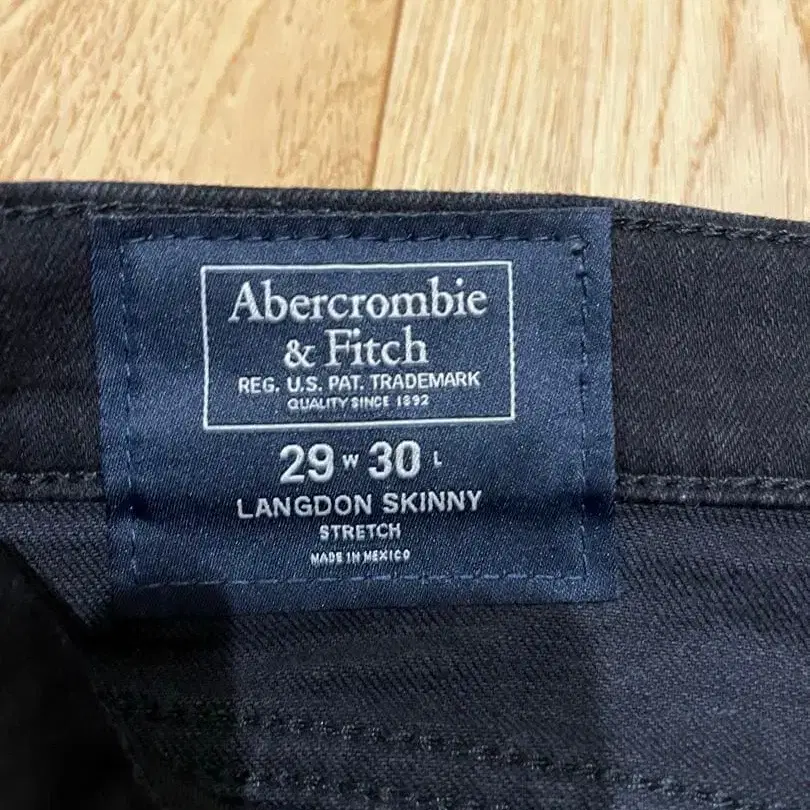 Abercrombie
& Fitch
REG. U.S. PAT. TRADEMARK
QUALITY SINCE 1892
29 W 30 L
LANGDON SKINNY
STRETCH
MADE IN MEXICO